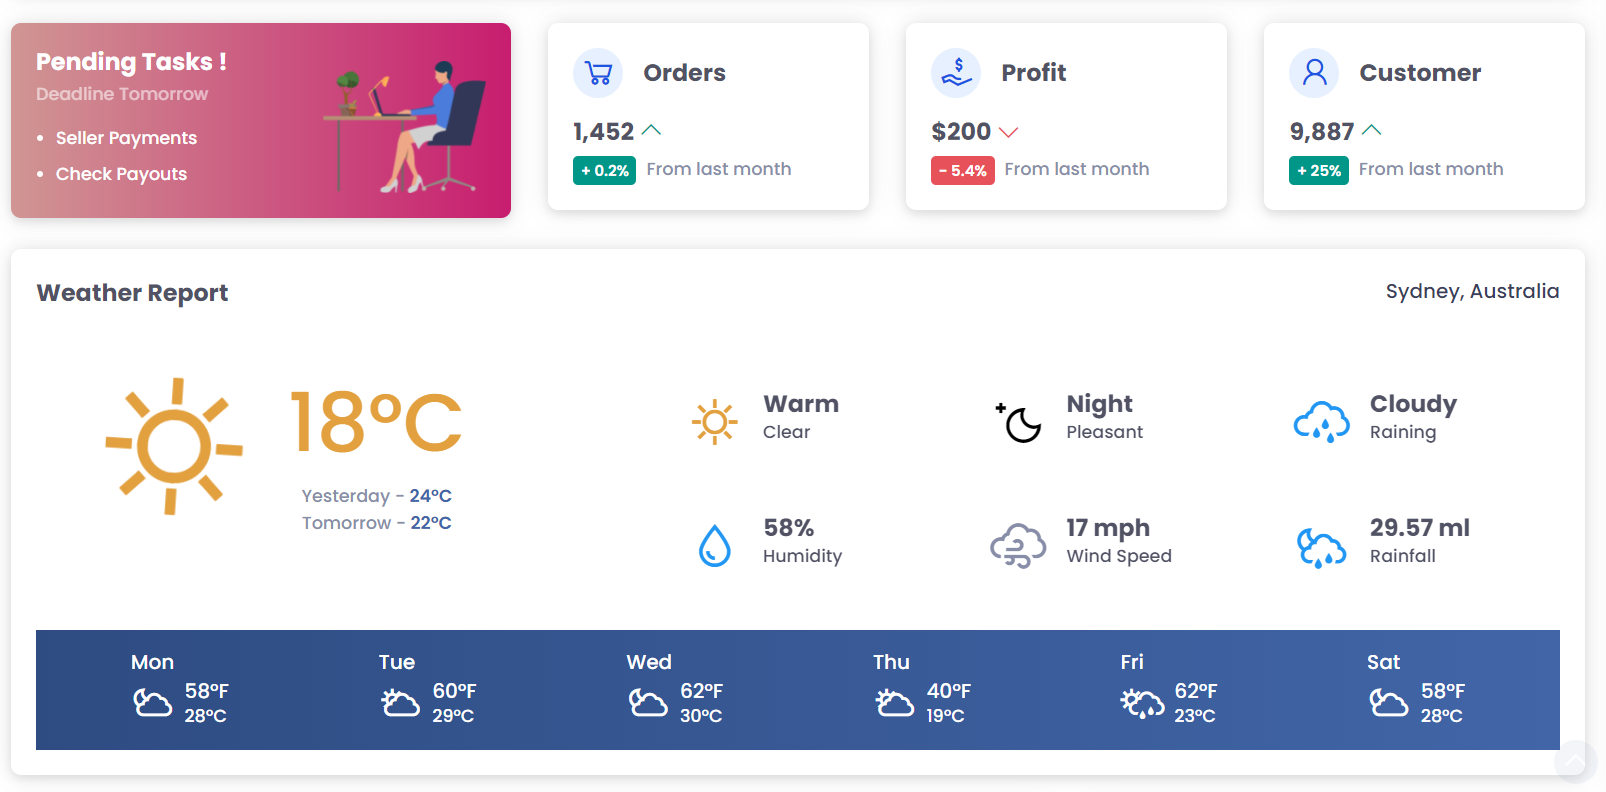 Pending Tasks !
Deadline Tomorrow
• Seller Payments
• Check Payouts
Orders
1,452
+ 0.2% From last month
Profit
$200
- 5.4% From last month
Customer
9,887
+ 25% From last month
Weather Report
Sydney, Australia
18°C
Yesterday - 24°C
Tomorrow - 22°C
Warm
Clear
Night
Pleasant
Cloudy
Raining
58%
Humidity
17 mph
Wind Speed
29.57 ml
Rainfall
Mon
58°F
28°C
Tue
60°F
29°C
Wed
62°F
30°C
Thu
40°F
19°C
Fri
62°F
23°C
Sat
58°F
28°C